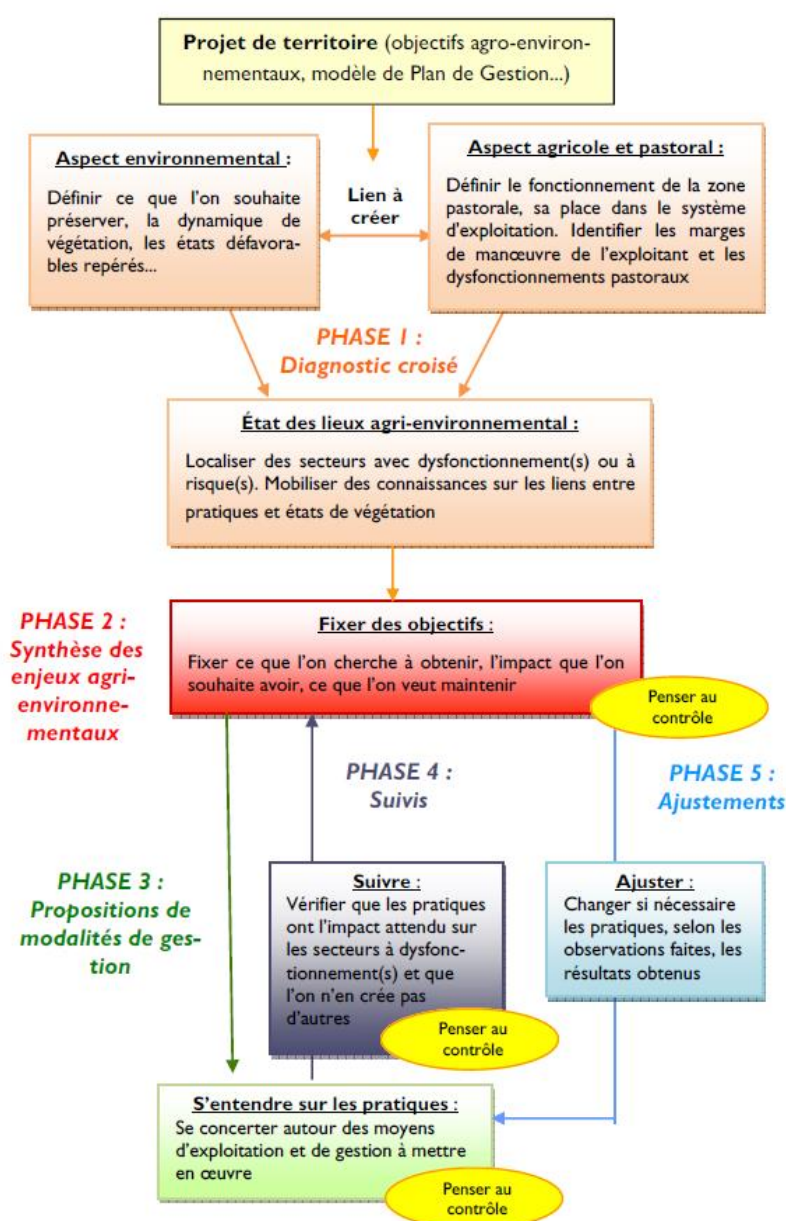 Projet de territoire (objectifs agro-environ-
nementaux, modèle de Plan de Gestion...)
Aspect environnemental :
Définir ce que l'on souhaite
préserver, la dynamique de
végétation, les états défavora-
bles repérés...
Lien à
créer
Aspect agricole et pastoral :
Définir le fonctionnement de la zone
pastorale, sa place dans le système
d'exploitation. Identifier les marges
de manœuvre de l'exploitant et les
dysfonctionnements pastoraux
PHASE 1 :
Diagnostic croisé
État des lieux agri-environnemental :
Localiser des secteurs avec dysfonctionnement(s) ou à
risque(s). Mobiliser des connaissances sur les liens entre
pratiques et états de végétation
PHASE 2 :
Synthèse des
enjeux agri-
environne-
mentaux
Fixer des objectifs :
Fixer ce que l'on cherche à obtenir, l'impact que l'on
souhaite avoir, ce que l'on veut maintenir
Penser au
contrôle
PHASE 4 :
Suivis
PHASE 5 :
Ajustements
PHASE 3 :
Propositions de
modalités de ges-
tion
Suivre :
Vérifier que les pratiques
ont l'impact attendu sur
les secteurs à dysfonc-
tionnement(s) et que
l'on n'en crée pas
d'autres
Penser au
contrôle
Ajuster :
Changer si nécessaire
les pratiques, selon les
observations faites, les
résultats obtenus
S'entendre sur les pratiques :
Se concerter autour des moyens
d'exploitation et de gestion à mettre
en œuvre
Penser au
contrôle